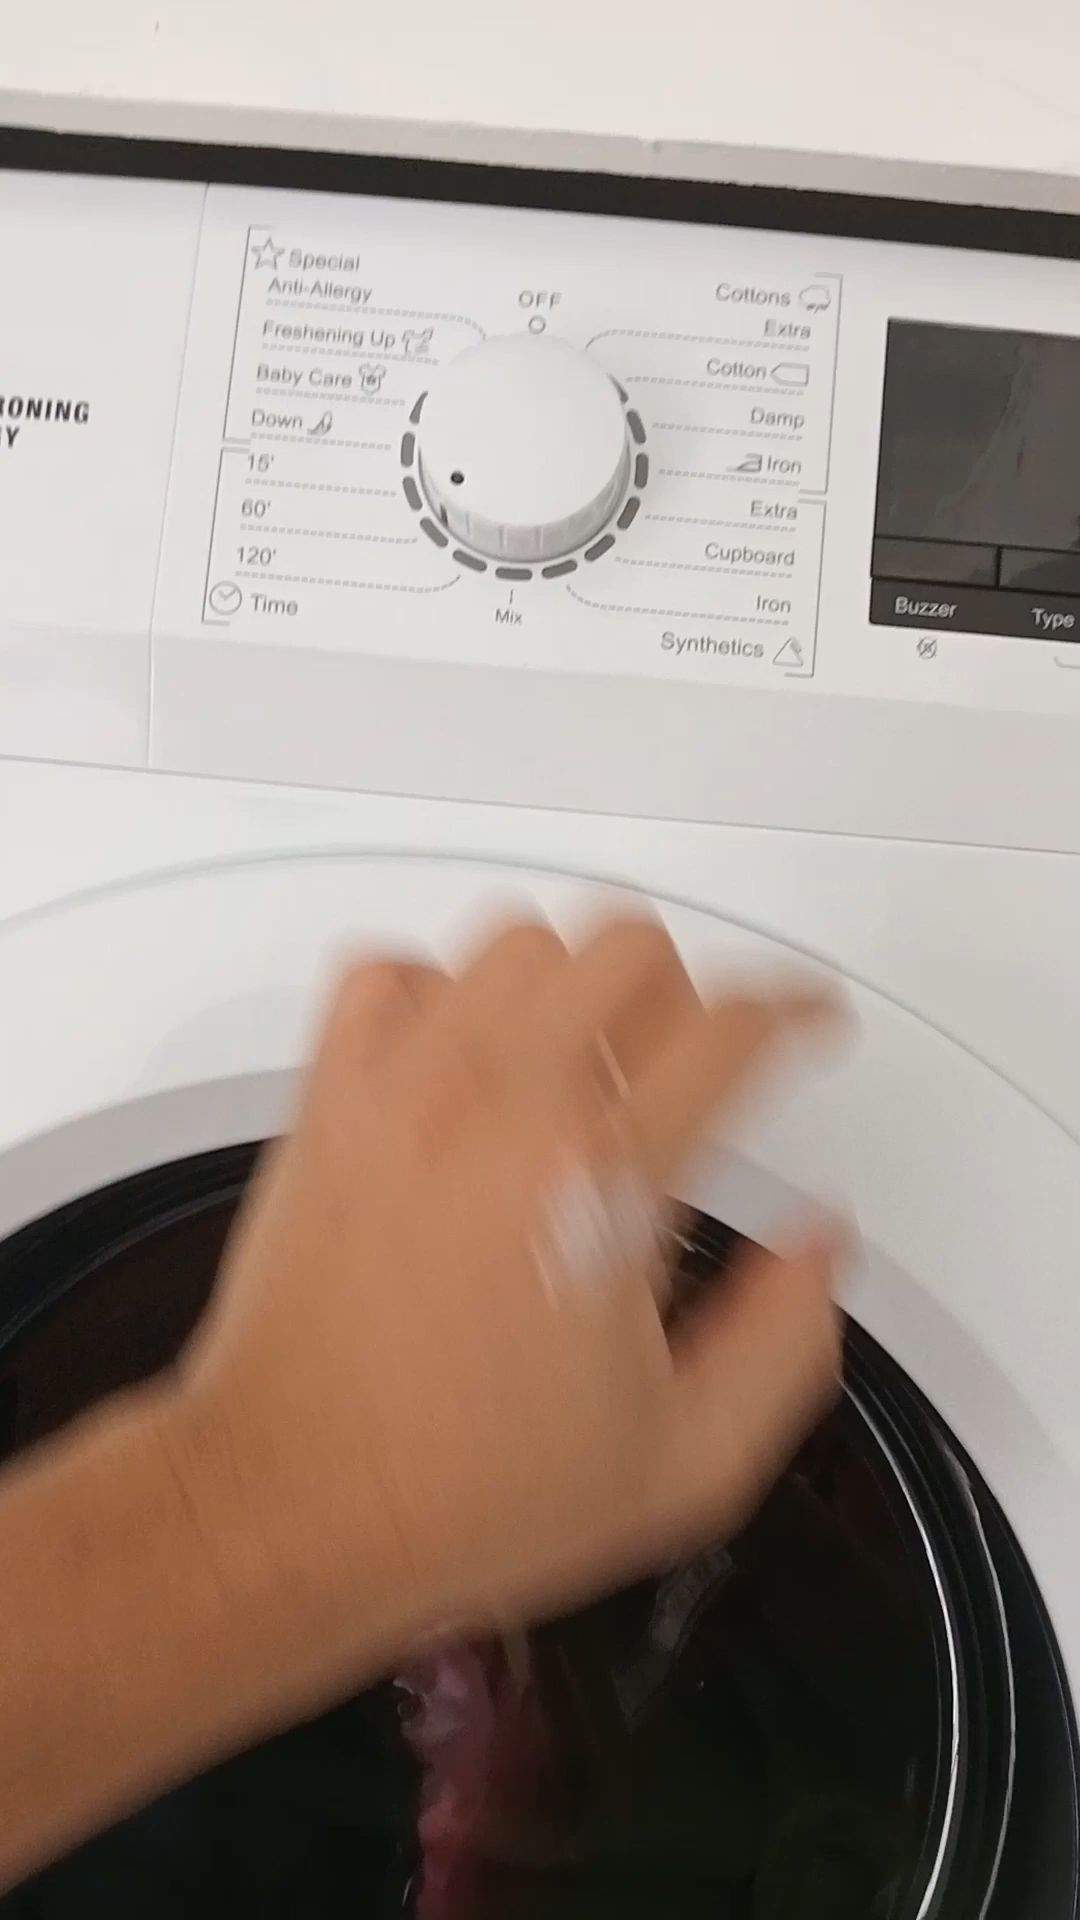 RONING
Y
Special
Anti-Allergy
Freshening Up
Baby Care
Down
15'
60'
120'
Time
OFF
Mix
Cottons
Extra
Cotton
Damp
Iron
Extra
Cupboard
Iron
Synthetics
Buzzer
Type